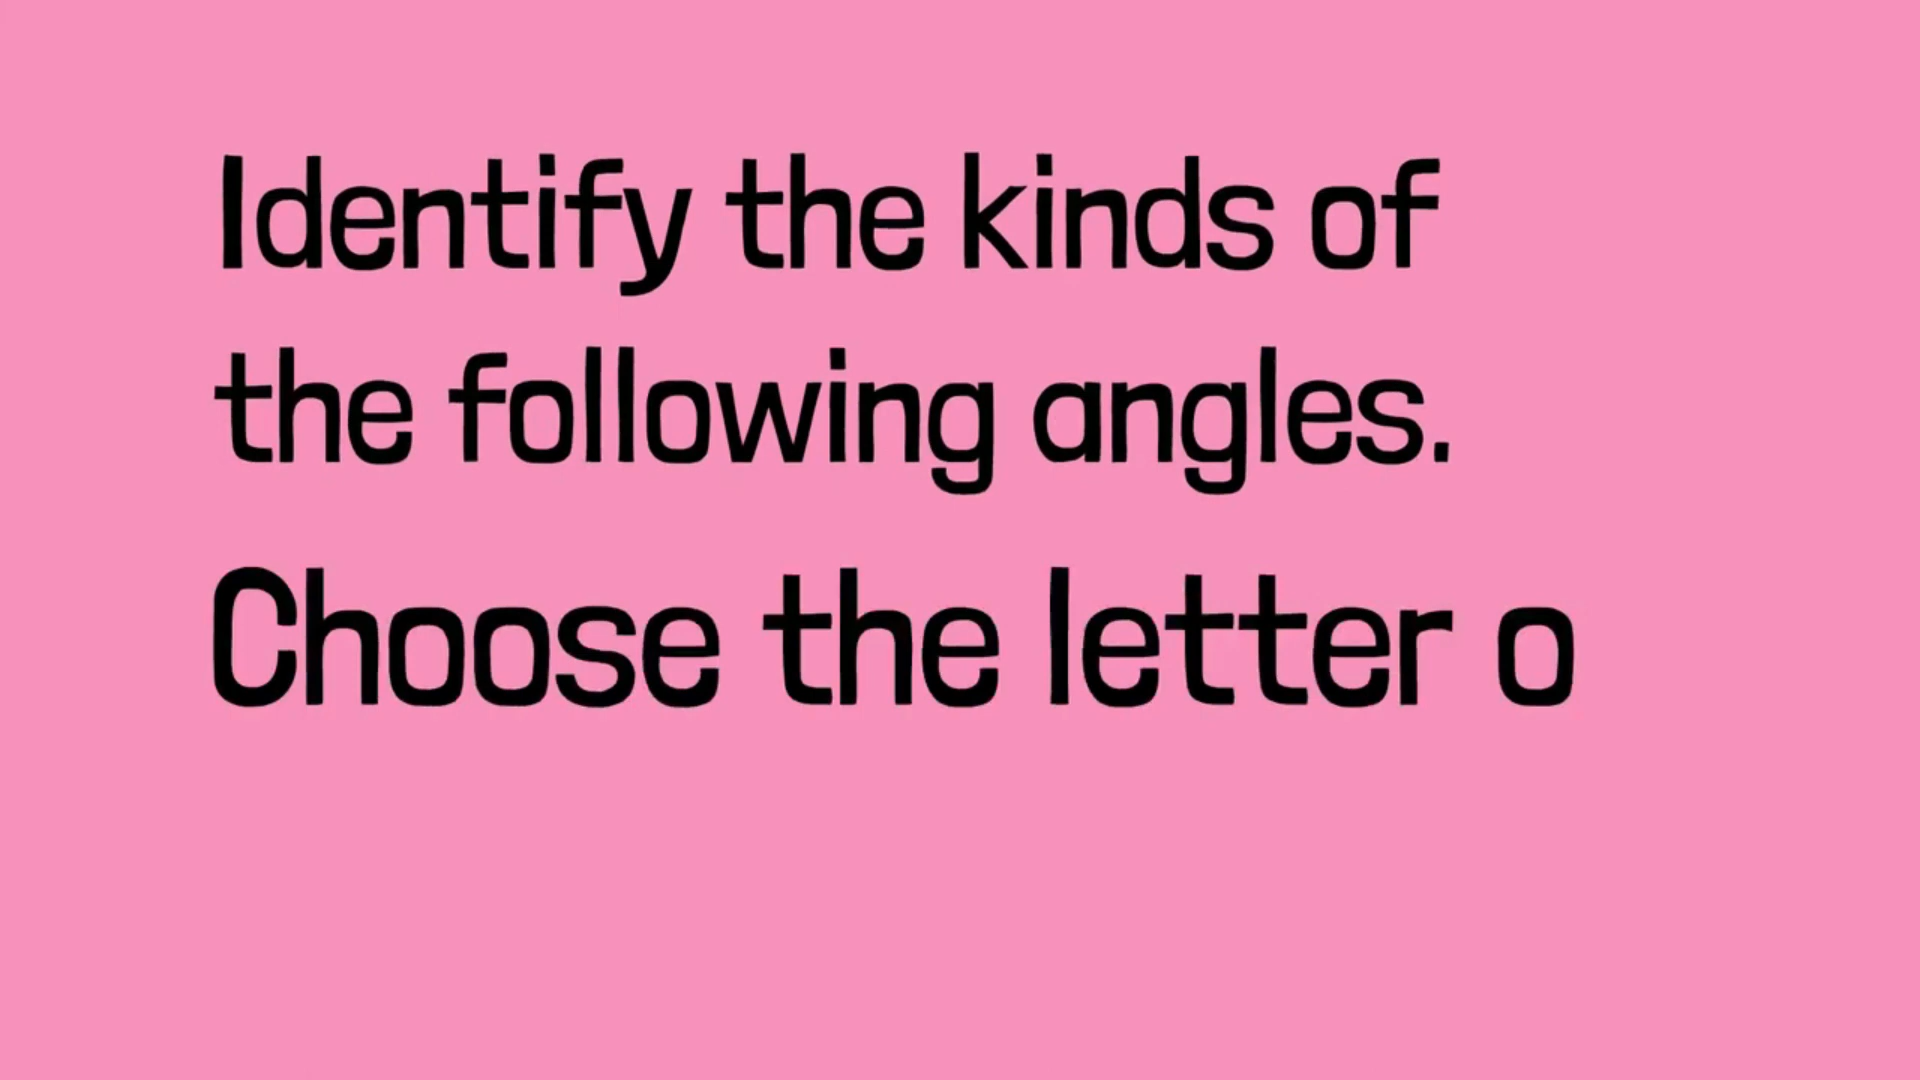 Identify the kinds of
the following angles.
Choose the letter o